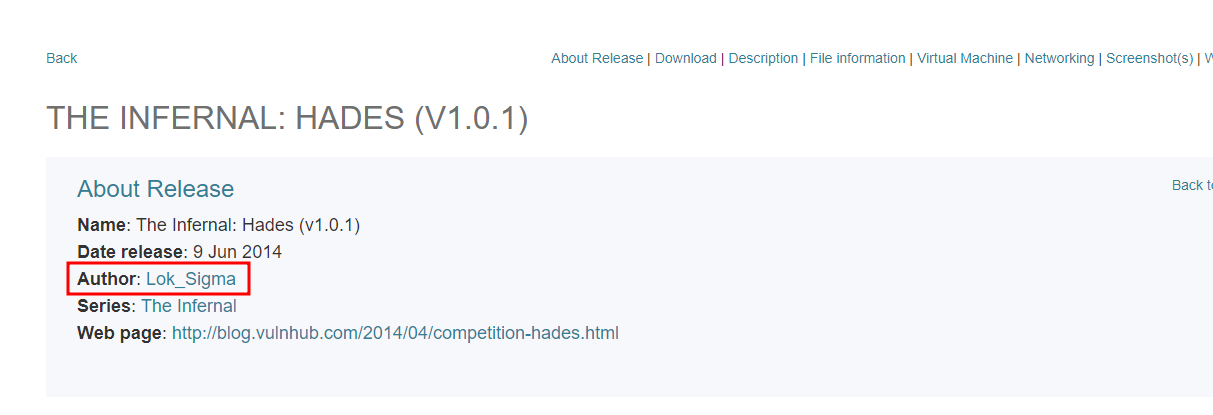 Back About Release | Download | Description | File information | Virtual Machine | Networking | Screenshot(s) |
THE INFERNAL: HADES (V1.0.1)
About Release Back
Name: The Infernal: Hades (v1.0.1)
Date release: 9 Jun 2014
Author: Lok_Sigma
Series: The Infernal
Web page: http://blog.vulnhub.com/2014/04/competition-hades.html